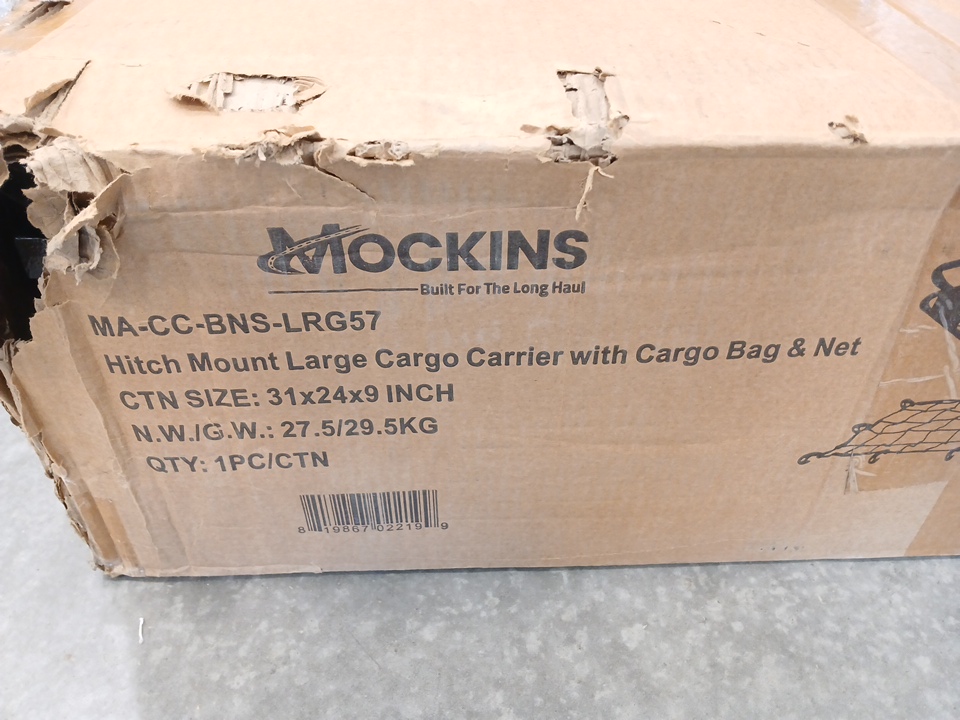 MOCKINS
Built For The Long Haul
MA-CC-BNS-LRG57
Hitch Mount Large Cargo Carrier with Cargo Bag & Net
CTN SIZE: 31x24x9 INCH
N.W./G.W.: 27.5/29.5KG
QTY: 1PC/CTN
8 19867 02219 9